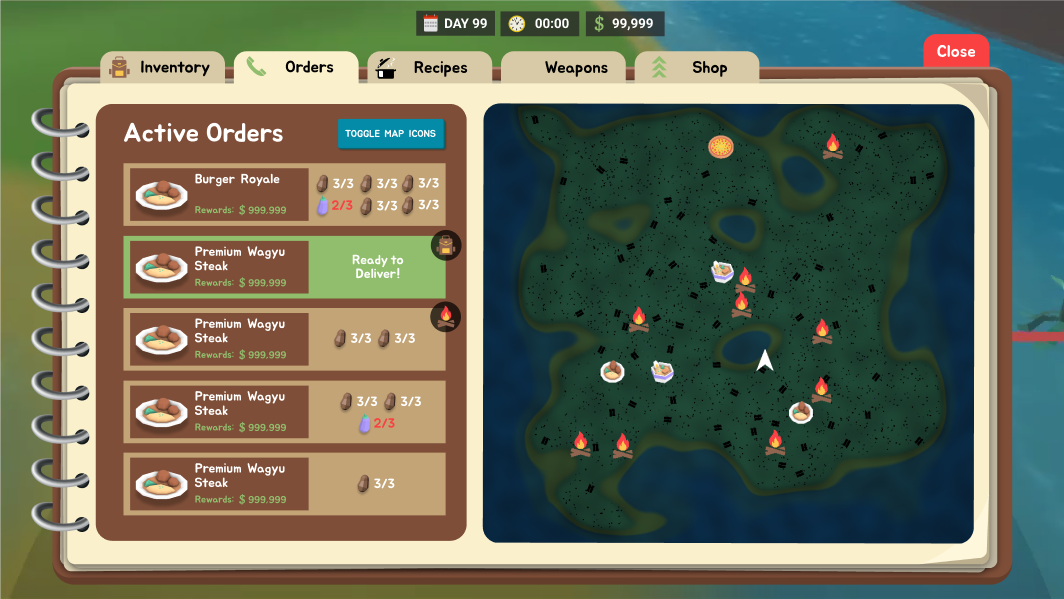 DAY 99
00:00
$ 99,999
Close
Inventory
Orders
Recipes
Weapons
Shop
Active Orders
TOGGLE MAP ICONS
Burger Royale
Rewards: $ 999.999
3/3 3/3 3/3
2/3 3/3 3/3
Premium Wagyu
Steak
Rewards: $ 999.999
Ready to
Deliver!
Premium Wagyu
Steak
Rewards: $ 999.999
3/3 3/3
Premium Wagyu
Steak
Rewards: $ 999.999
3/3 3/3
2/3
Premium Wagyu
Steak
Rewards: $ 999.999
3/3